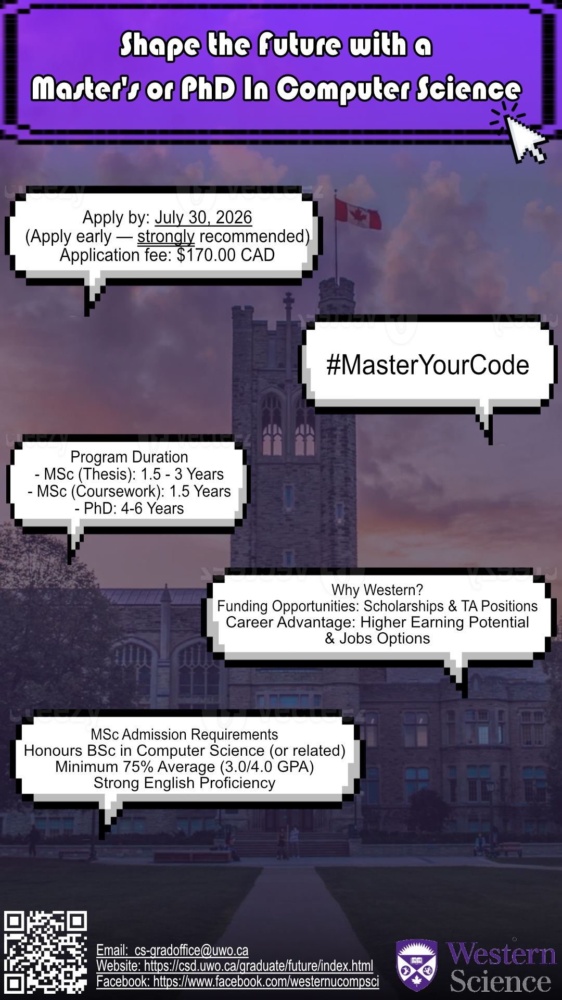 Shape the Future with a
Master's or PhD In Computer Science
Apply by: July 30, 2026
(Apply early — strongly recommended)
Application fee: $170.00 CAD
#MasterYourCode
Program Duration
- MSc (Thesis): 1.5 - 3 Years
- MSc (Coursework): 1.5 Years
- PhD: 4-6 Years
Why Western?
Funding Opportunities: Scholarships & TA Positions
Career Advantage: Higher Earning Potential
& Jobs Options
MSc Admission Requirements
Honours BSc in Computer Science (or related)
Minimum 75% Average (3.0/4.0 GPA)
Strong English Proficiency
Email:  cs-gradoffice@uwo.ca
Website: https://csd.uwo.ca/graduate/future/index.html
Facebook: https://www.facebook.com/westernucompsci
Western
Science